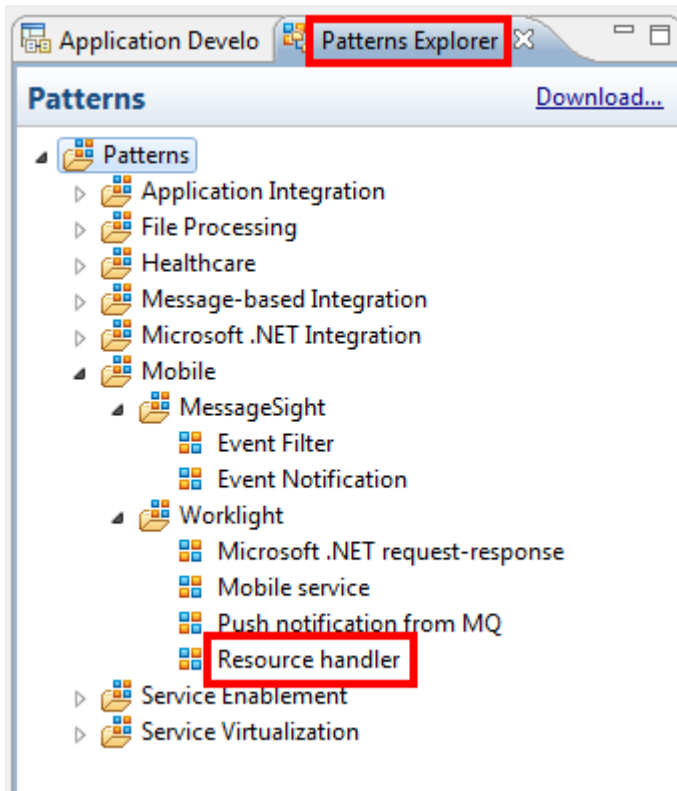 Application Develo Patterns Explorer
Patterns Download...
Patterns
Application Integration
File Processing
Healthcare
Message-based Integration
Microsoft .NET Integration
Mobile
MessageSight
Event Filter
Event Notification
Worklight
Microsoft .NET request-response
Mobile service
Push notification from MQ
Resource handler
Service Enablement
Service Virtualization